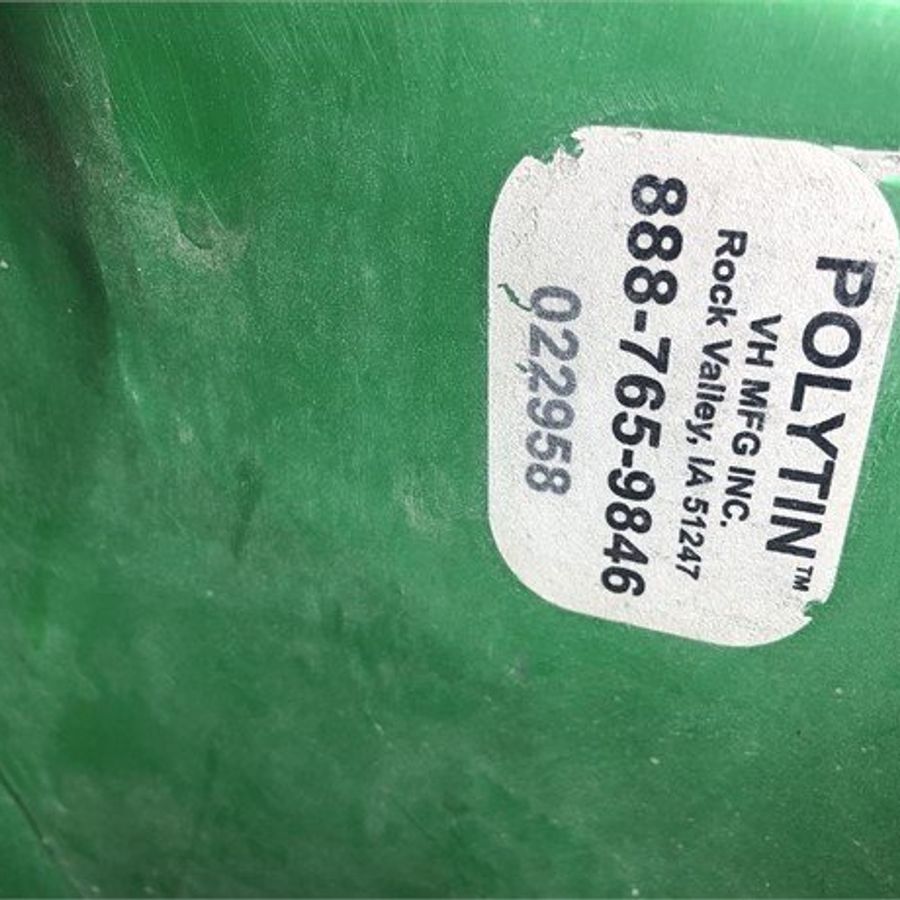 POLYTIN™
VH MFG INC.
Rock Valley, IA 51247
888-765-9846
022958